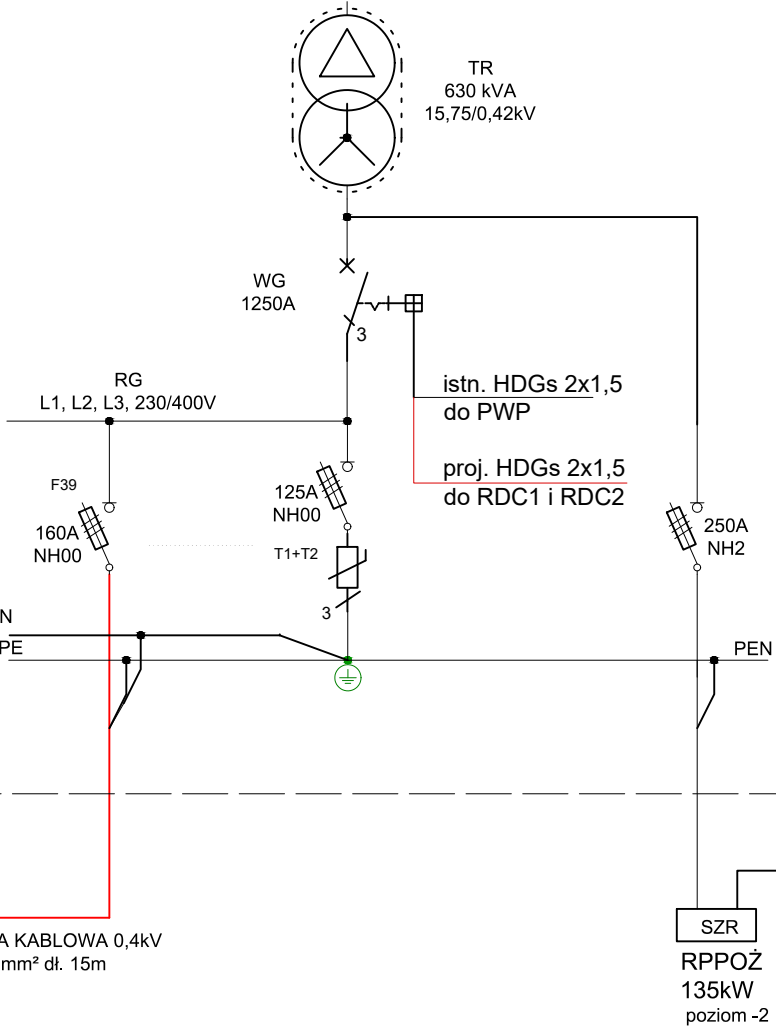 TR
630 kVA
15,75/0,42kV
WG
1250A
3
RG
L1, L2, L3, 230/400V
istn. HDGs 2x1,5
do PWP
proj. HDGs 2x1,5
do RDC1 i RDC2
F39
160A
NH00
125A
NH00
T1+T2
3
250A
NH2
N
PE
PEN
A KABLOWA 0,4kV
mm² dł. 15m
SZR
RPPOŻ
135kW
poziom -2